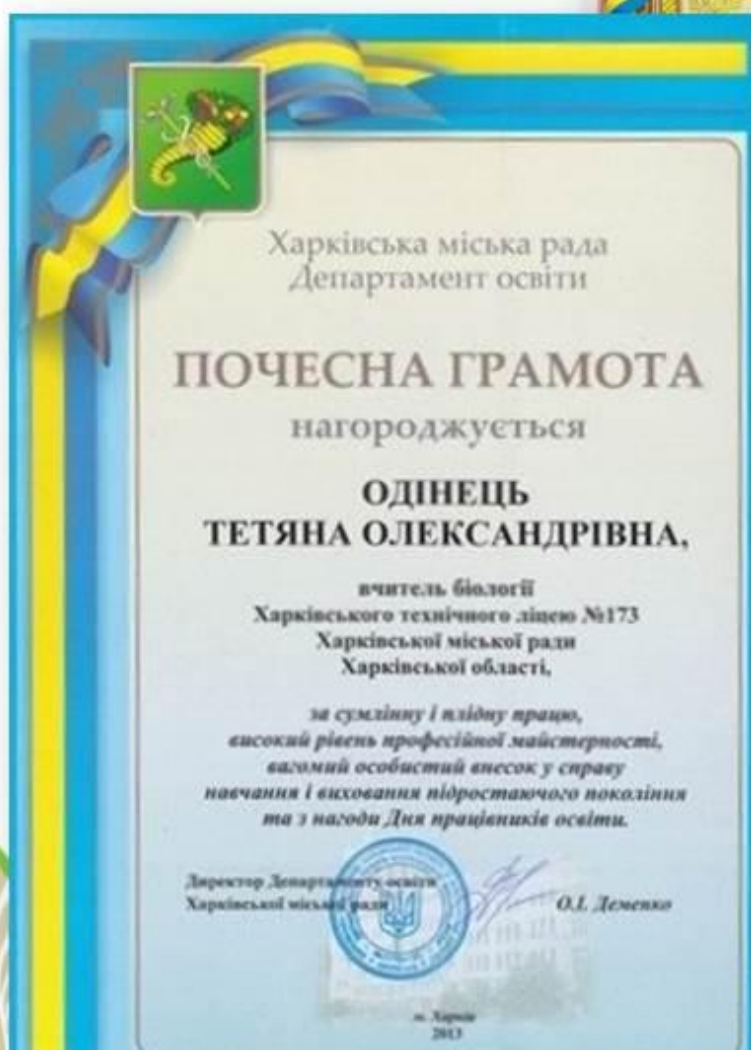 Харківська міська рада
Департамент освіти
ПОЧЕСНА ГРАМОТА
нагороджується
ОДІНЕЦЬ
ТЕТЯНА ОЛЕКСАНДРІВНА,
вчитель біології
Харківського технічного ліцею №173
Харківської міської ради
Харківської області,
за сумлінну і плідну працю,
високий рівень професійної майстерності,
вагомий особистий внесок у справу
навчання і виховання підростаючого покоління
та з нагоди Дня працівників освіти.
Директор Департаменту освіти
Харківської міської ради
О.І. Деменко
м. Харків
2013